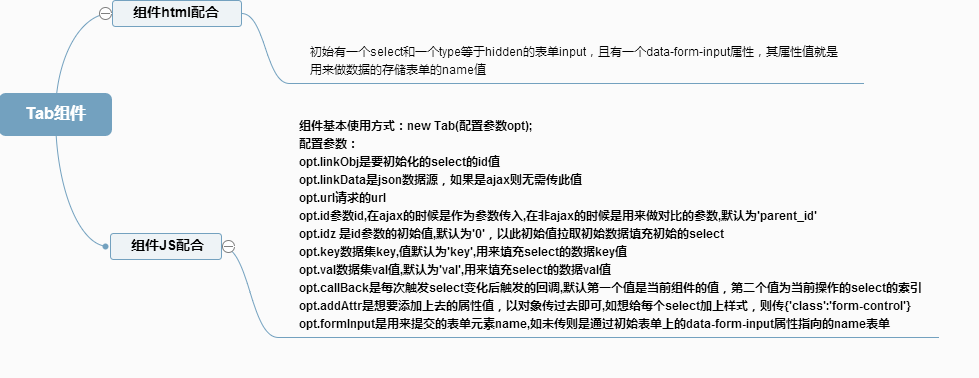 组件html配合
初始有一个select和一个type等于hidden的表单input，且有一个data-form-input属性，其属性值就是
用来做数据的存储表单的name值
Tab组件
组件基本使用方式：new Tab(配置参数opt);
配置参数：
opt.linkObj是要初始化的select的id值
opt.linkData是json数据源，如果是ajax则无需传此值
opt.url请求的url
opt.id参数id,在ajax的时候是作为参数传入,在非ajax的时候是用来做对比的参数,默认为'parent_id'
opt.idz 是id参数的初始值,默认为'0'，以此初始值拉取初始数据填充初始的select
组件JS配合
opt.key数据集key,值默认为'key',用来填充select的数据key值
opt.val数据集val值,默认为'val',用来填充select的数据val值
opt.callBack是每次触发select变化后触发的回调,默认第一个值是当前组件的值，第二个值为当前操作的select的索引
opt.addAttr是想要添加上去的属性值，以对象传过去即可,如想给每个select加上样式，则传{'class':'form-control'}
opt.formInput是用来提交的表单元素name,如未传则是通过初始表单上的data-form-input属性指向的name表单